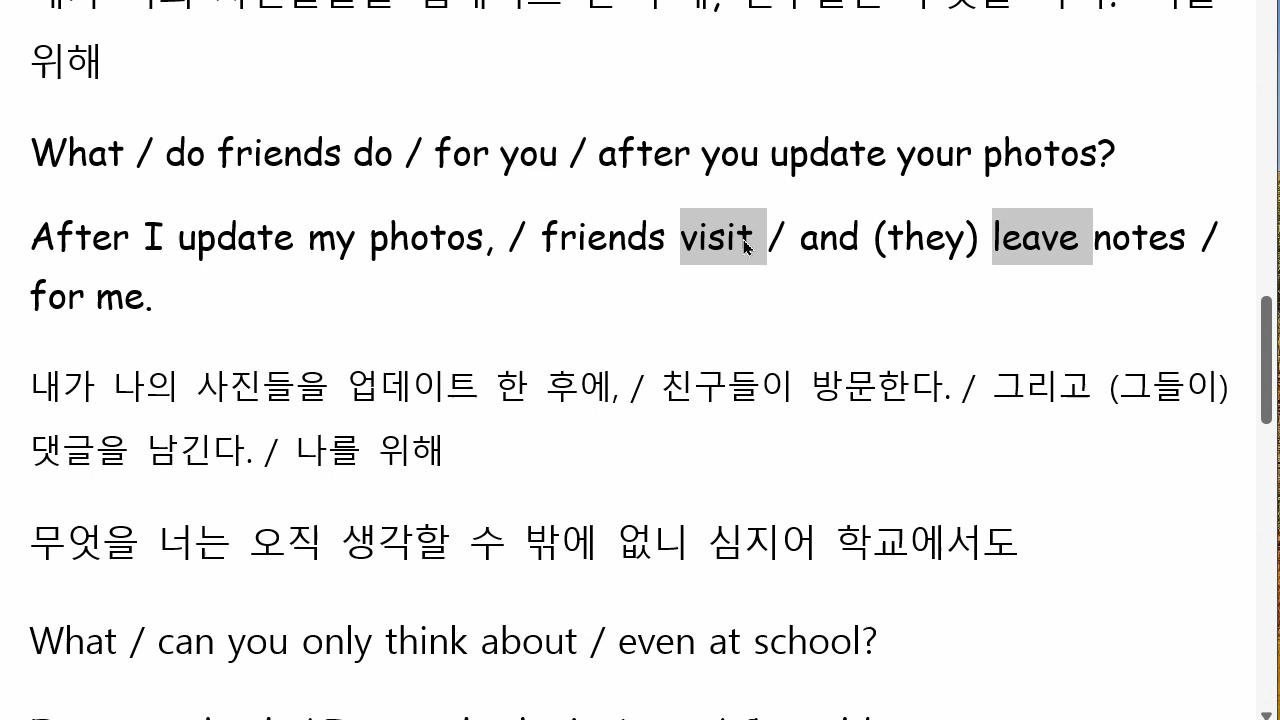 위해
What / do friends do / for you / after you update your photos?
After I update my photos, / friends visit / and (they) leave notes /
for me.
내가 나의 사진들을 업데이트 한 후에, / 친구들이 방문한다. / 그리고 (그들이)
댓글을 남긴다. / 나를 위해
무엇을 너는 오직 생각할 수 밖에 없니 심지어 학교에서도
What / can you only think about / even at school?